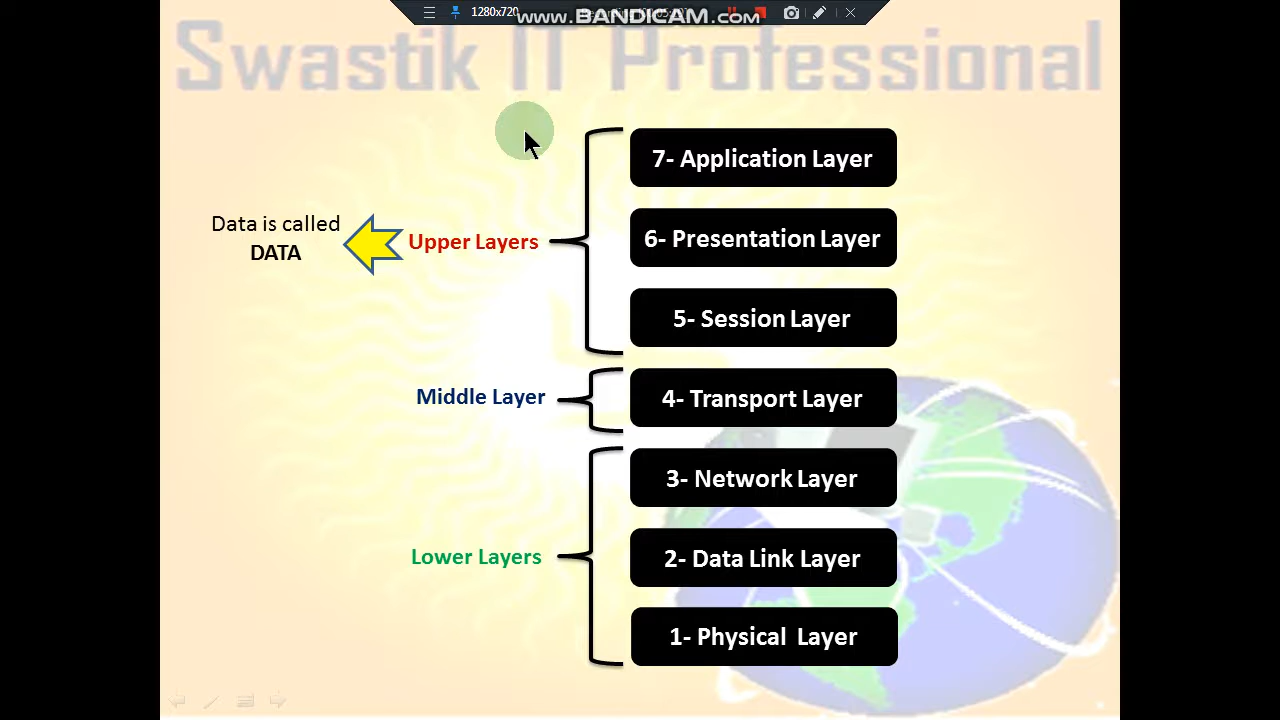 1280x720
www.BANDICAM.com
Swastik IT Professional
7- Application Layer
Data is called
DATA
Upper Layers
6- Presentation Layer
5- Session Layer
Middle Layer
4- Transport Layer
3- Network Layer
Lower Layers
2- Data Link Layer
1- Physical Layer